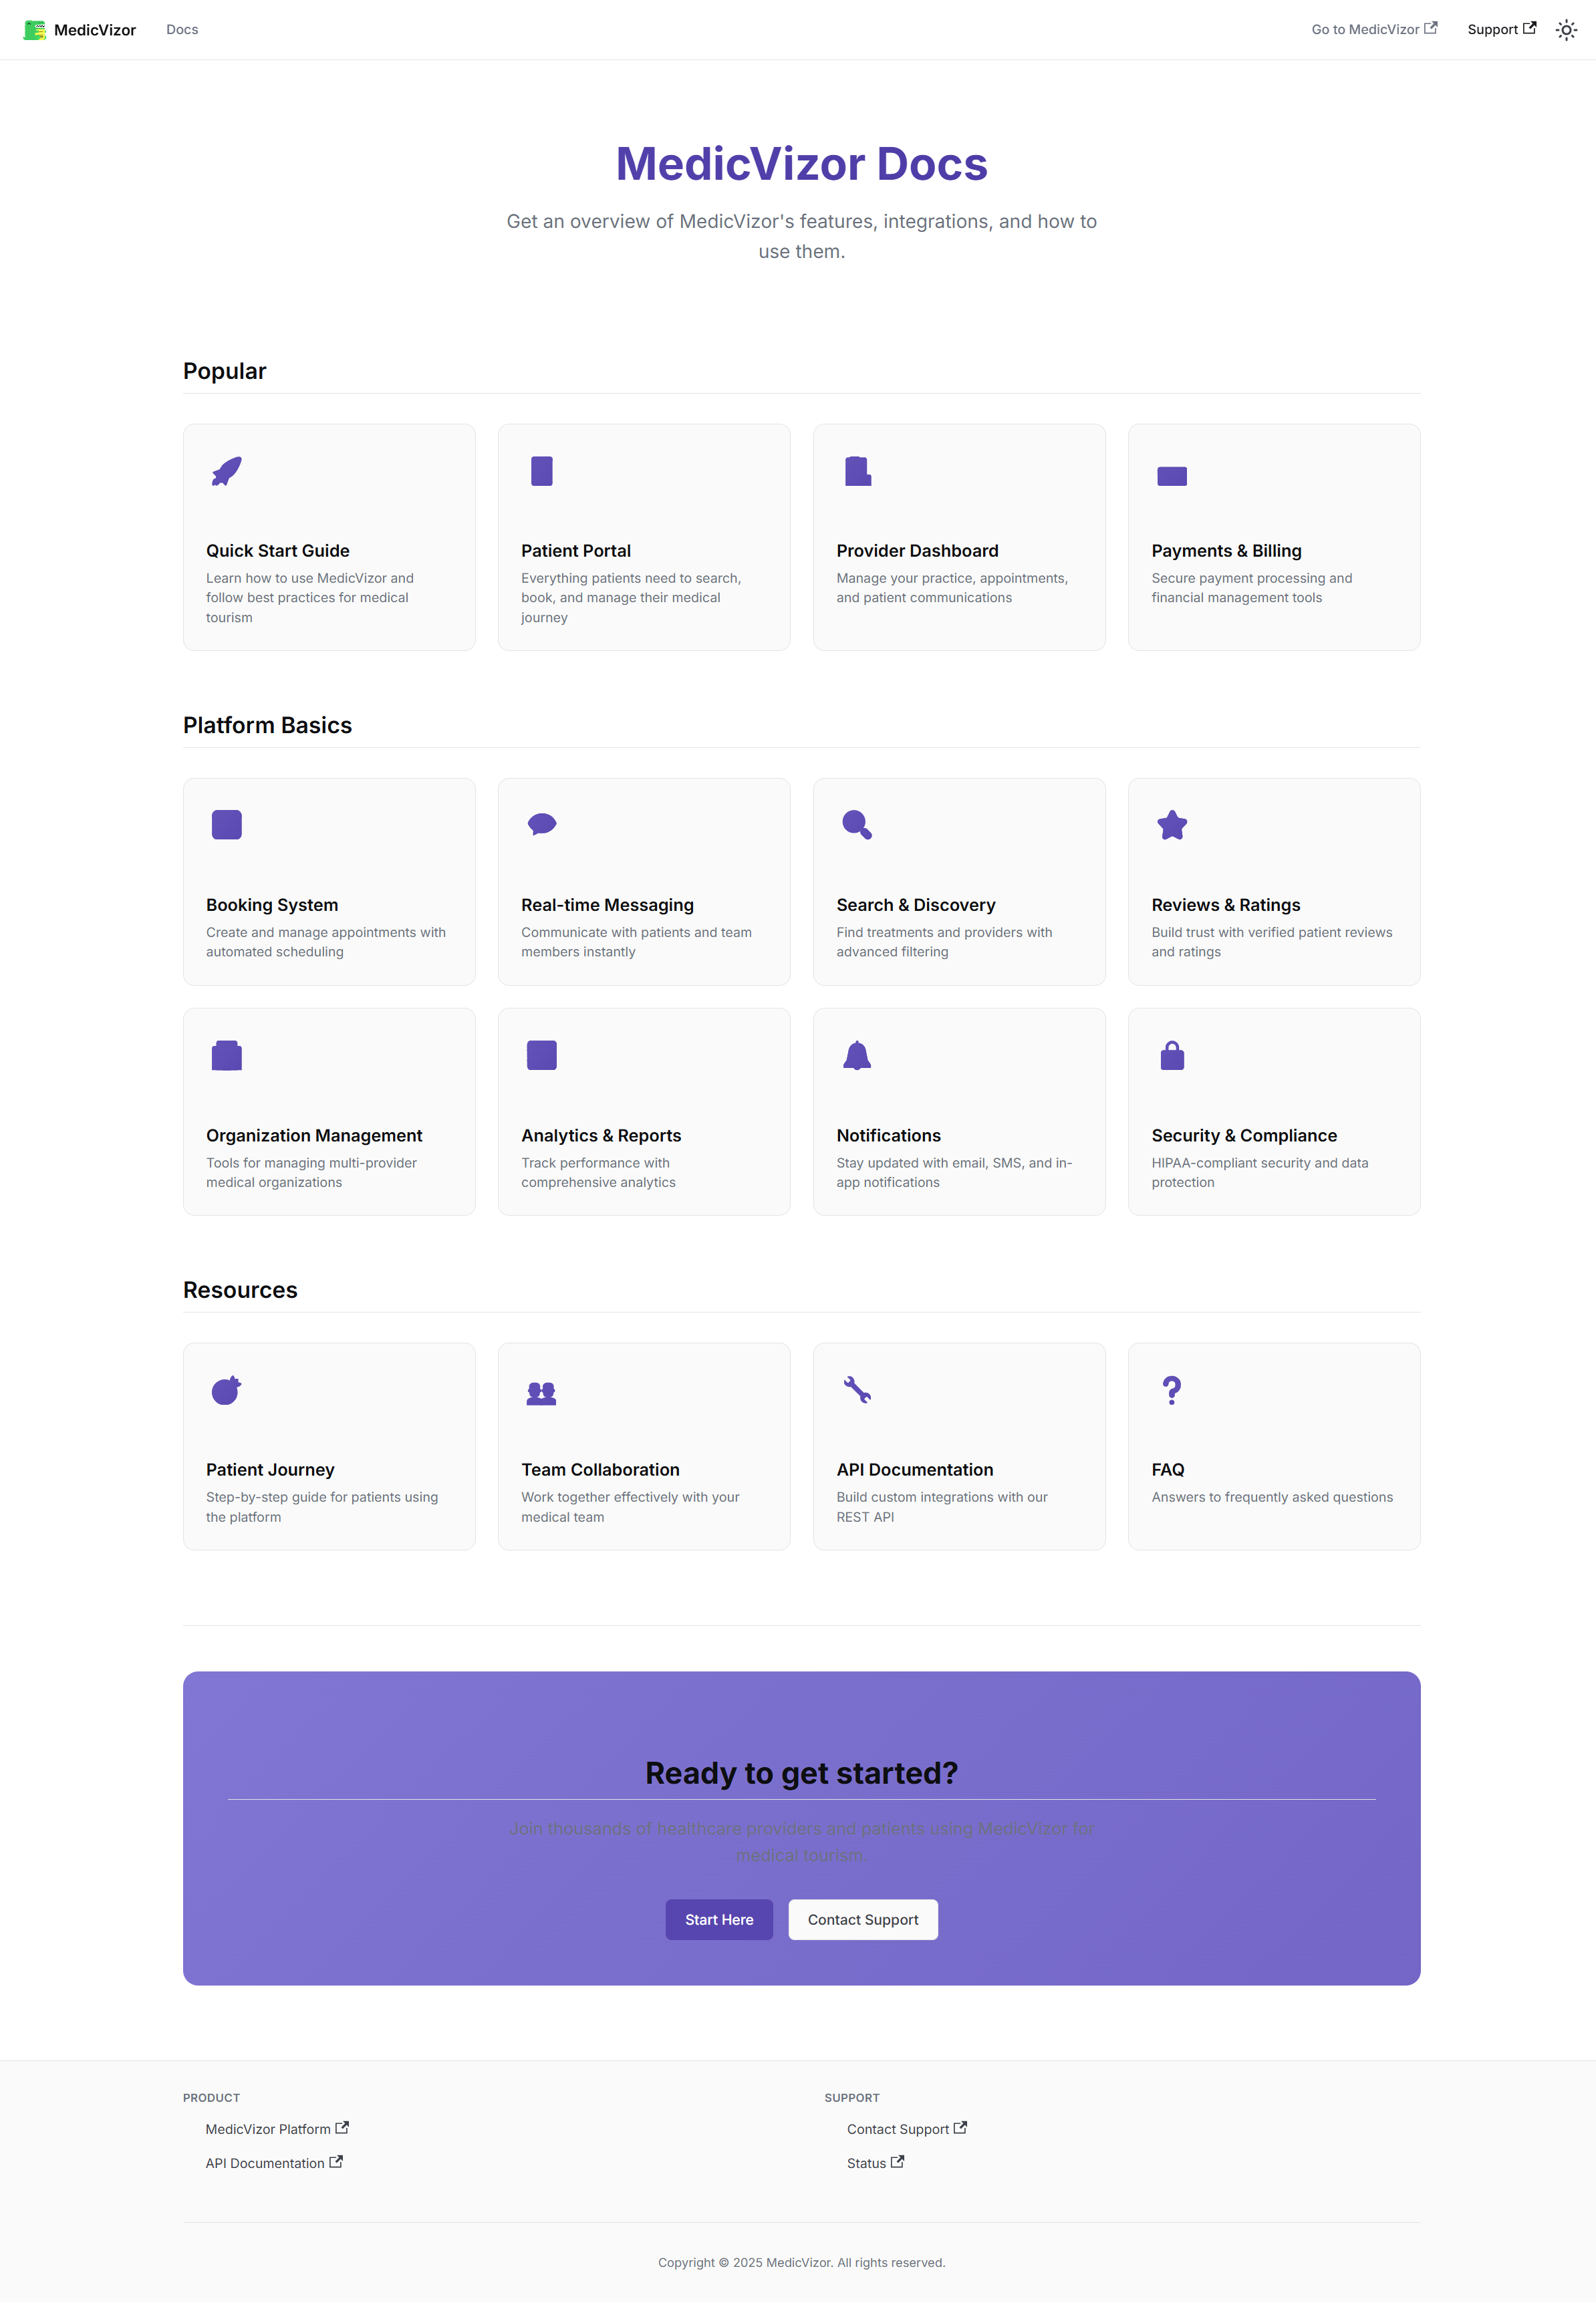 MedicVizor
Docs
Go to MedicVizor
Support
MedicVizor Docs
Get an overview of MedicVizor's features, integrations, and how to
use them.
Popular
Quick Start Guide
Learn how to use MedicVizor and
follow best practices for medical
tourism
Patient Portal
Everything patients need to search,
book, and manage their medical
journey
Provider Dashboard
Manage your practice, appointments,
and patient communications
Payments & Billing
Secure payment processing and
financial management tools
Platform Basics
Booking System
Create and manage appointments with
automated scheduling
Real-time Messaging
Communicate with patients and team
members instantly
Search & Discovery
Find treatments and providers with
advanced filtering
Reviews & Ratings
Build trust with verified patient reviews
and ratings
Organization Management
Tools for managing multi-provider
medical organizations
Analytics & Reports
Track performance with
comprehensive analytics
Notifications
Stay updated with email, SMS, and in-
app notifications
Security & Compliance
HIPAA-compliant security and data
protection
Resources
Patient Journey
Step-by-step guide for patients using
the platform
Team Collaboration
Work together effectively with your
medical team
API Documentation
Build custom integrations with our
REST API
FAQ
Answers to frequently asked questions
Ready to get started?
Join thousands of healthcare providers and patients using MedicVizor for
medical tourism.
Start Here
Contact Support
PRODUCT
MedicVizor Platform
API Documentation
SUPPORT
Contact Support
Status
Copyright © 2025 MedicVizor. All rights reserved.